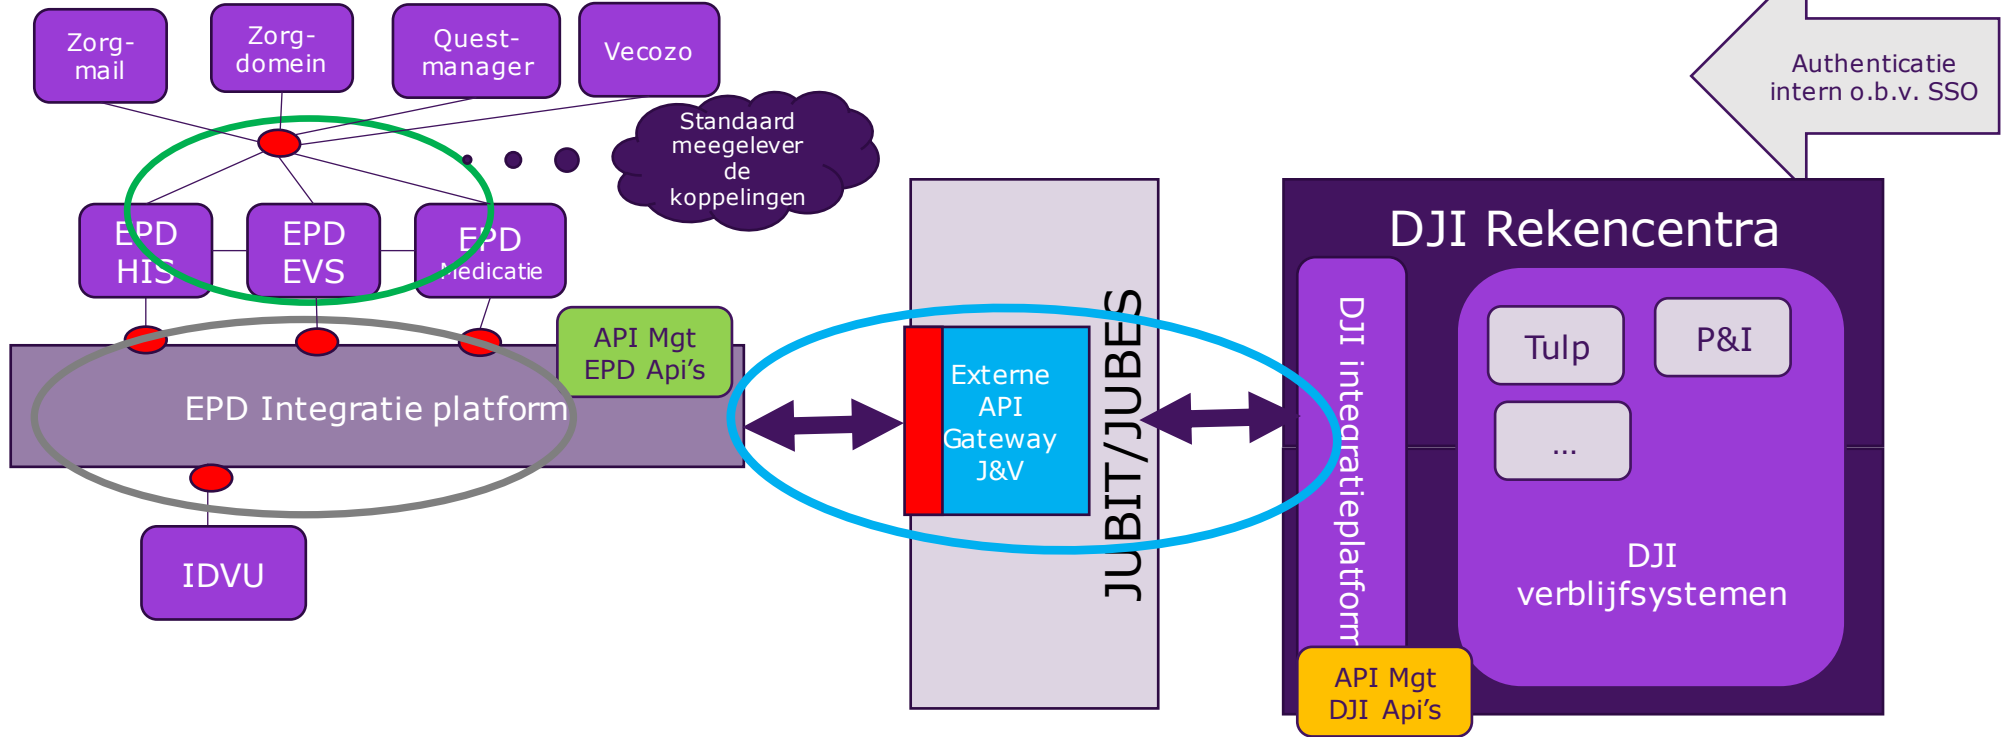 Zorg-
mail
Zorg-
domein
Quest-
manager
Vecozo
Authenticatie
intern o.b.v. SSO
Standaard
meegelever
de
koppelingen
EPD
HIS
EPD
EVS
EPD
Medicatie
API Mgt
EPD Api's
EPD Integratie platform
IDVU
Externe
API
Gateway
J&V
JUBIT/JUBES
DJI Rekencentra
DJI integratieplatform
Tulp
P&I
...
DJI
verblijfsystemen
API Mgt
DJI Api's